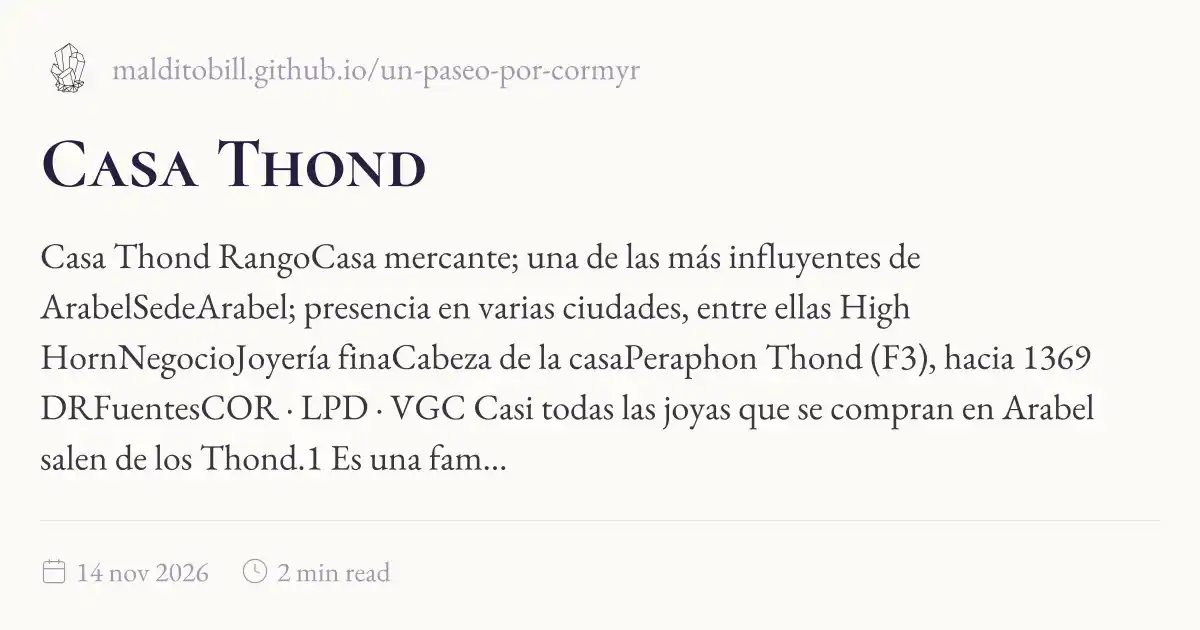 malditobill.github.io/un-paseo-por-cormyr
Casa Thond
Casa Thond RangoCasa mercante; una de las más influyentes de
ArabelSedeArabel; presencia en varias ciudades, entre ellas High
HornNegocioJoyería finaCabeza de la casaPeraphon Thond (F3), hacia 1369
DRFuentesCOR · LPD · VGC Casi todas las joyas que se compran en Arabel
salen de los Thond.1 Es una fam...
14 nov 2026 2 min read